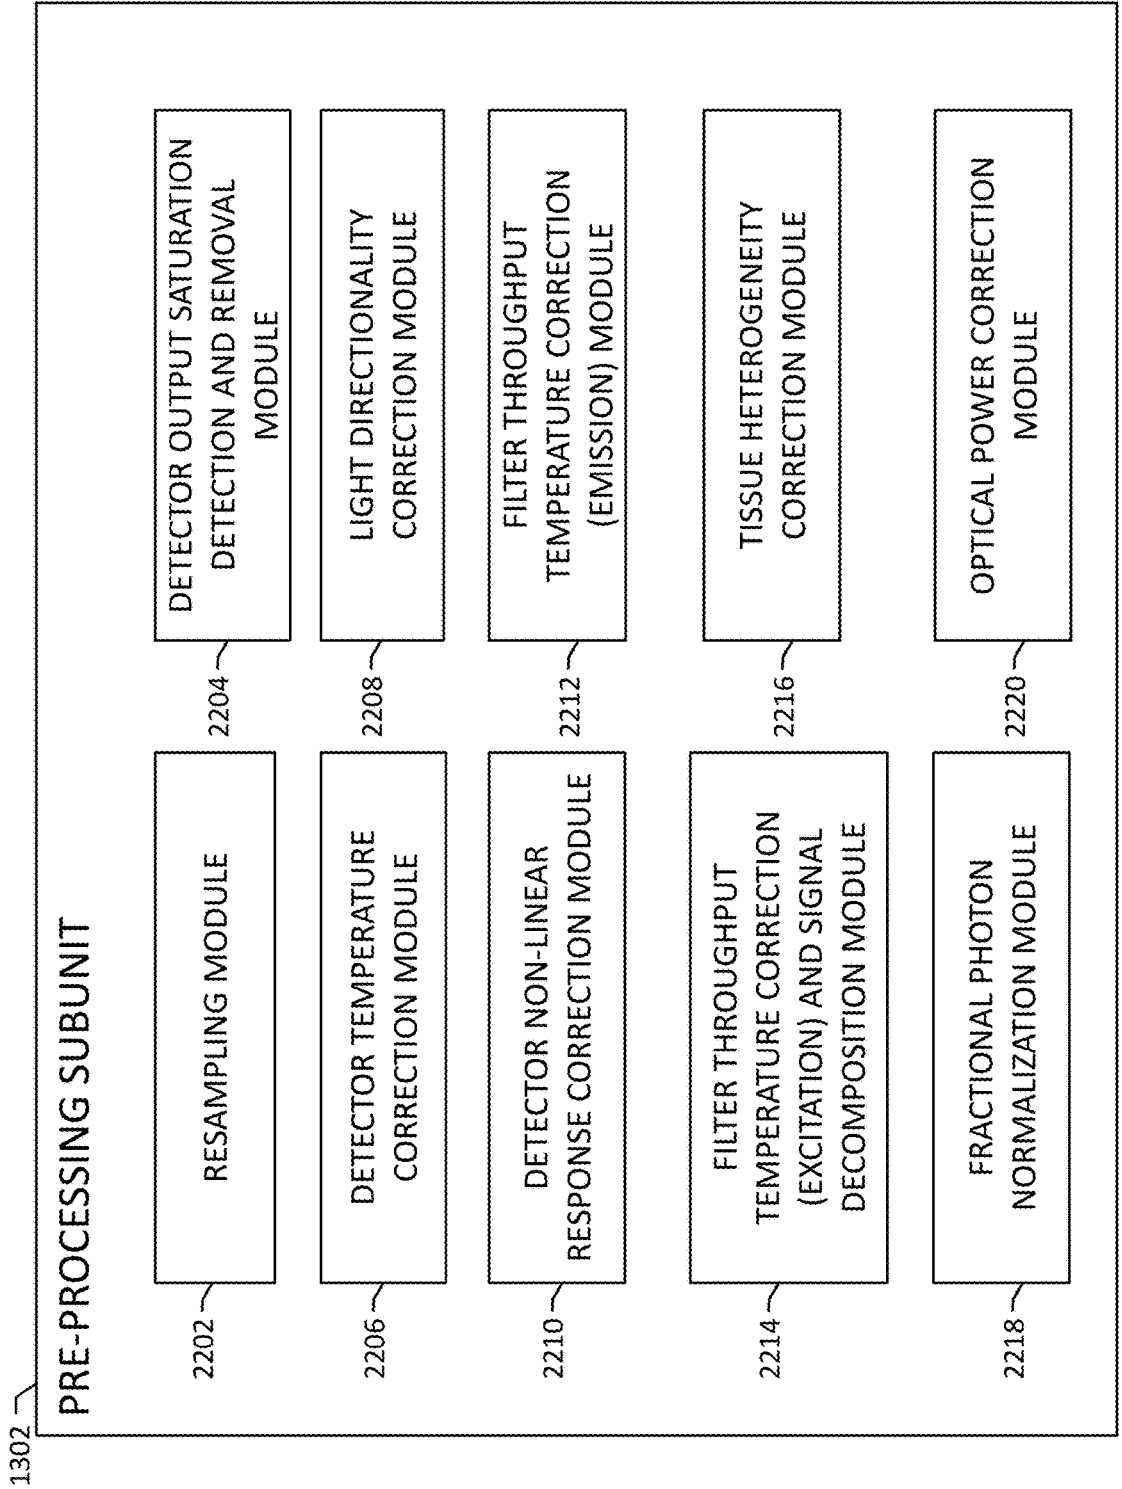 1302
PRE-PROCESSING SUBUNIT
2202
RESAMPLING MODULE
2204
DETECTOR OUTPUT SATURATION
DETECTION AND REMOVAL
MODULE
2206
DETECTOR TEMPERATURE
CORRECTION MODULE
2208
LIGHT DIRECTIONALITY
CORRECTION MODULE
2210
DETECTOR NON-LINEAR
RESPONSE CORRECTION MODULE
2212
FILTER THROUGHPUT
TEMPERATURE CORRECTION
(EMISSION) MODULE
2214
FILTER THROUGHPUT
TEMPERATURE CORRECTION
(EXCITATION) AND SIGNAL
DECOMPOSITION MODULE
2216
TISSUE HETEROGENEITY
CORRECTION MODULE
2218
FRACTIONAL PHOTON
NORMALIZATION MODULE
2220
OPTICAL POWER CORRECTION
MODULE